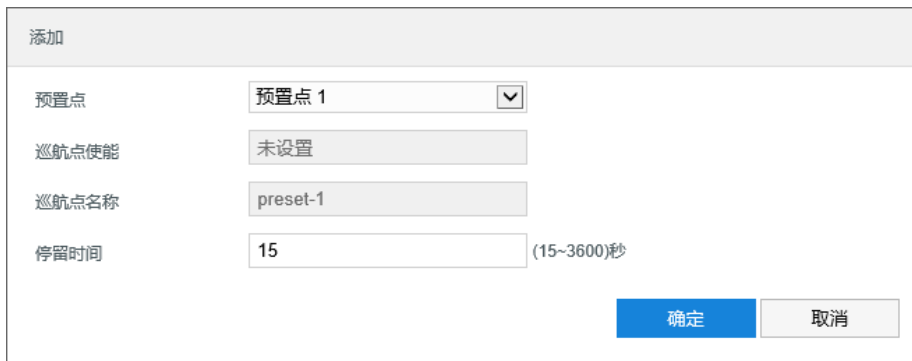 添加
预置点 预置点 1
巡航点使能 未设置
巡航点名称 preset-1
停留时间 15 (15~3600)秒
确定 取消